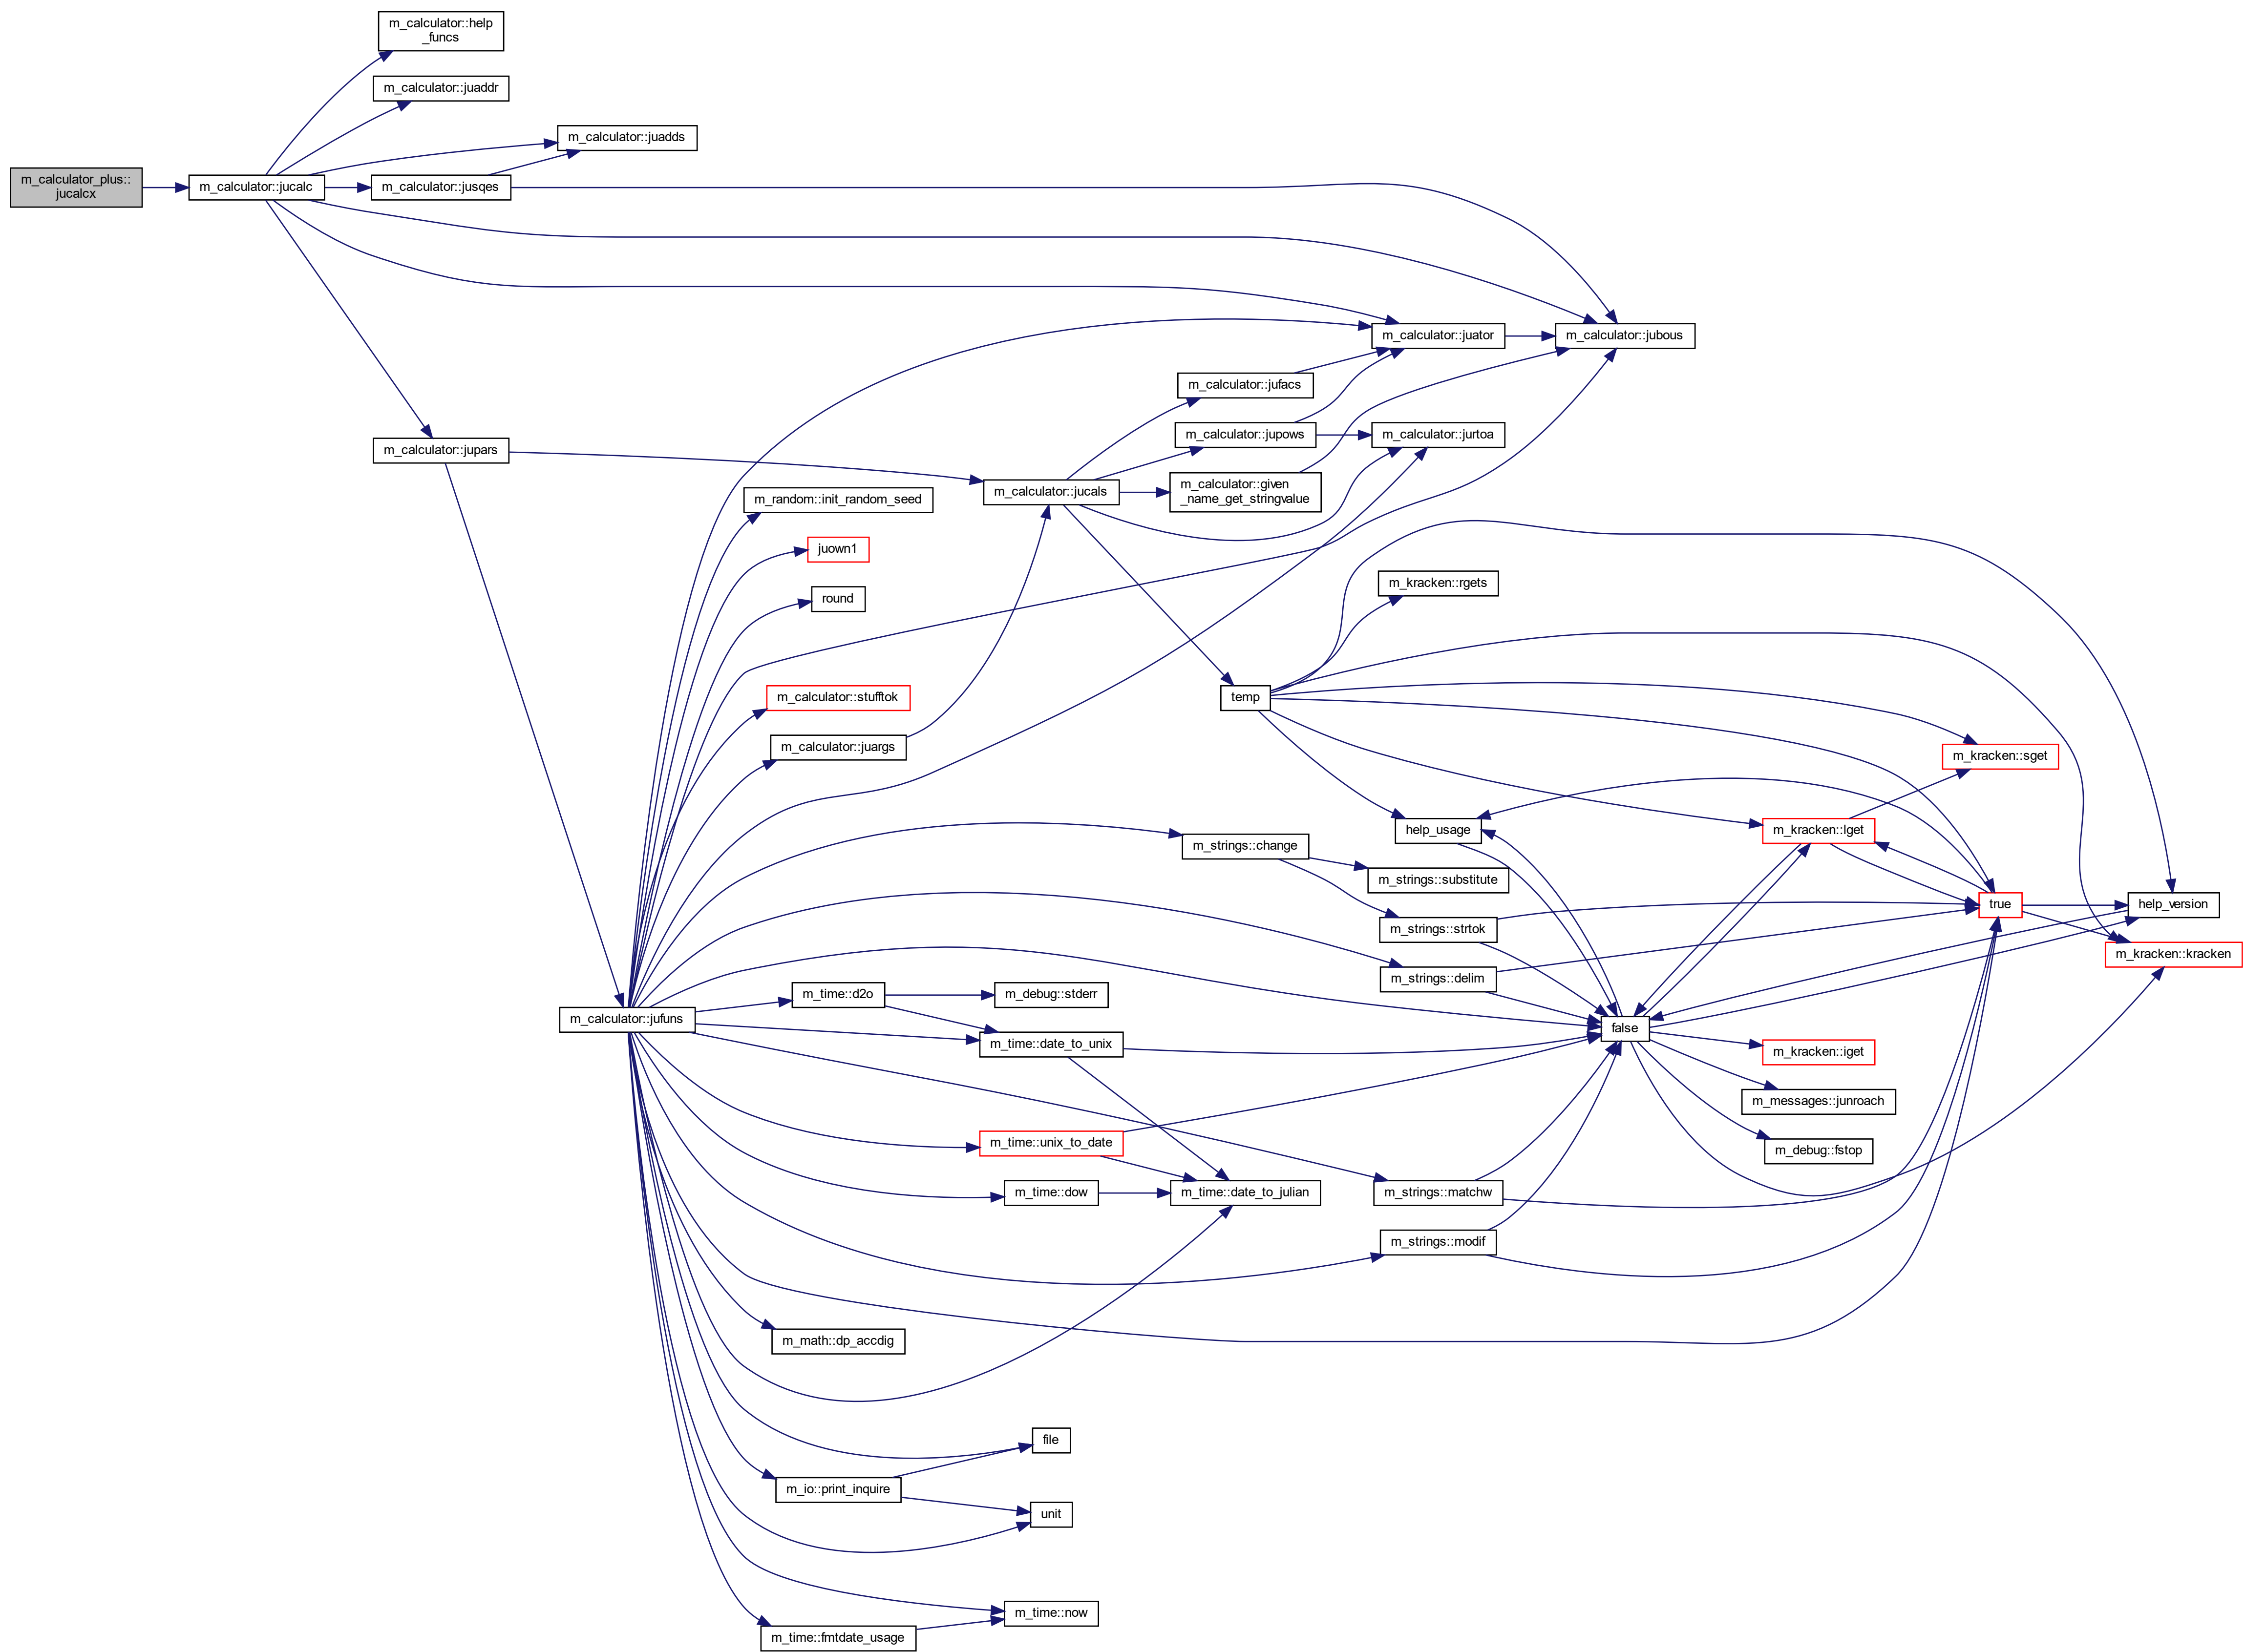 m_calculator::help
_funcs
m_calculator::juaddr
m_calculator::juadds
m_calculator_plus::
jucalcx
m_calculator::jucalc
m_calculator::jusqes
m_calculator::juator
m_calculator::jubous
m_calculator::jufacs
m_calculator::jupows
m_calculator::jurtoa
m_calculator::jupars
m_calculator::jucals
m_calculator::given
_name_get_stringvalue
m_random::init_random_seed
juown1
round
m_kracken::rgets
m_calculator::stufftok
temp
m_calculator::juargs
m_kracken::sget
help_usage
m_kracken::lget
m_strings::change
m_strings::substitute
m_strings::strtok
true
help_version
m_strings::delim
m_kracken::kracken
m_time::d2o
m_debug::stderr
m_calculator::jufuns
false
m_time::date_to_unix
m_kracken::iget
m_messages::junroach
m_time::unix_to_date
m_debug::fstop
m_time::dow
m_time::date_to_julian
m_strings::matchw
m_strings::modif
m_math::dp_accdig
file
m_io::print_inquire
unit
m_time::now
m_time::fmtdate_usage